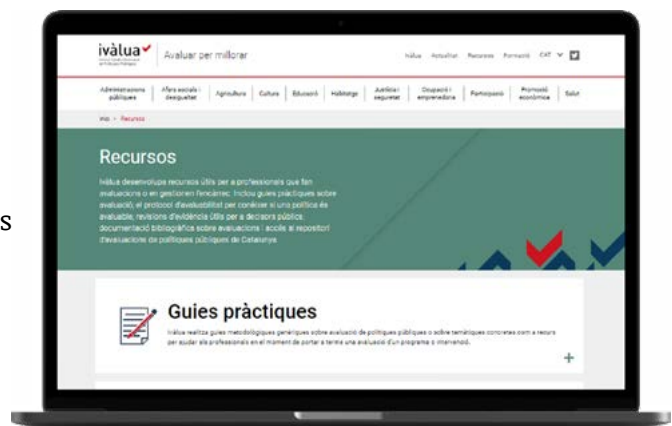 ivàlua
Avaluar per millorar
Ivàlua Actualitat Recursos Formació CAT
Administracions públiques
Afers socials i desigualtat
Agricultura
Cultura
Educació
Habitatge
Justícia i seguretat
Ocupació i emprenedoria
Participació
Promoció econòmica
Salut
Inici > Recursos
Recursos
Ivàlua desenvolupa recursos útils per a professionals que fan
avaluacions o en gestionen l'encàrrec. Inclou guies pràctiques sobre
avaluació, el protocol d'avaluabilitat per conèixer si una política és
avaluable, revisions d'evidència útils per a decisors públics,
documentació bibliogràfica sobre avaluacions i accés al repositori
d'avaluacions de polítiques públiques de Catalunya
s
Guies pràctiques
Ivàlua realitza guies metodològiques genèriques sobre avaluació de polítiques públiques o sobre temàtiques concretes com a recurs
per ajudar als professionals en el moment de portar a terme una avaluació d'un programa o intervenció.
+